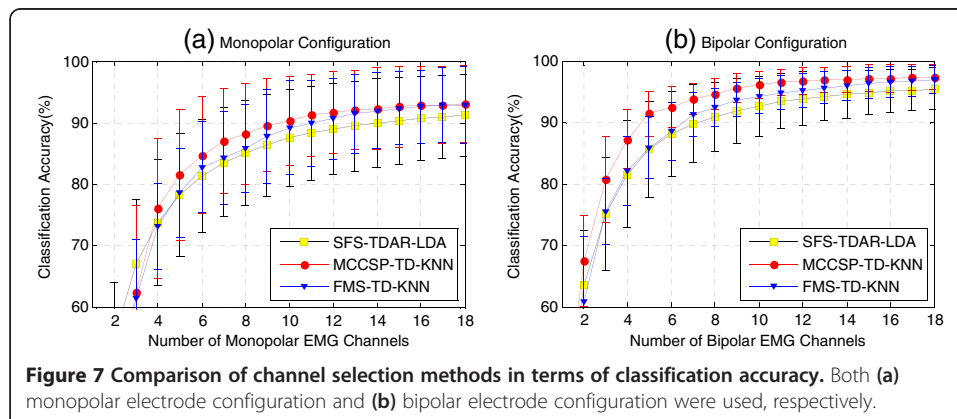 (a) Monopolar Configuration
100
90
80
70
60
Classification Accuracy(%)
SFS-TDAR-LDA
MCCSP-TD-KNN
FMS-TD-KNN
2 4 6 8 10 12 14 16 18
Number of Monopolar EMG Channels
(b) Bipolar Configuration
100
90
80
70
60
Classification Accuracy(%)
SFS-TDAR-LDA
MCCSP-TD-KNN
FMS-TD-KNN
2 4 6 8 10 12 14 16 18
Number of Bipolar EMG Channels
Figure 7 Comparison of channel selection methods in terms of classification accuracy. Both (a)
monopolar electrode configuration and (b) bipolar electrode configuration were used, respectively.